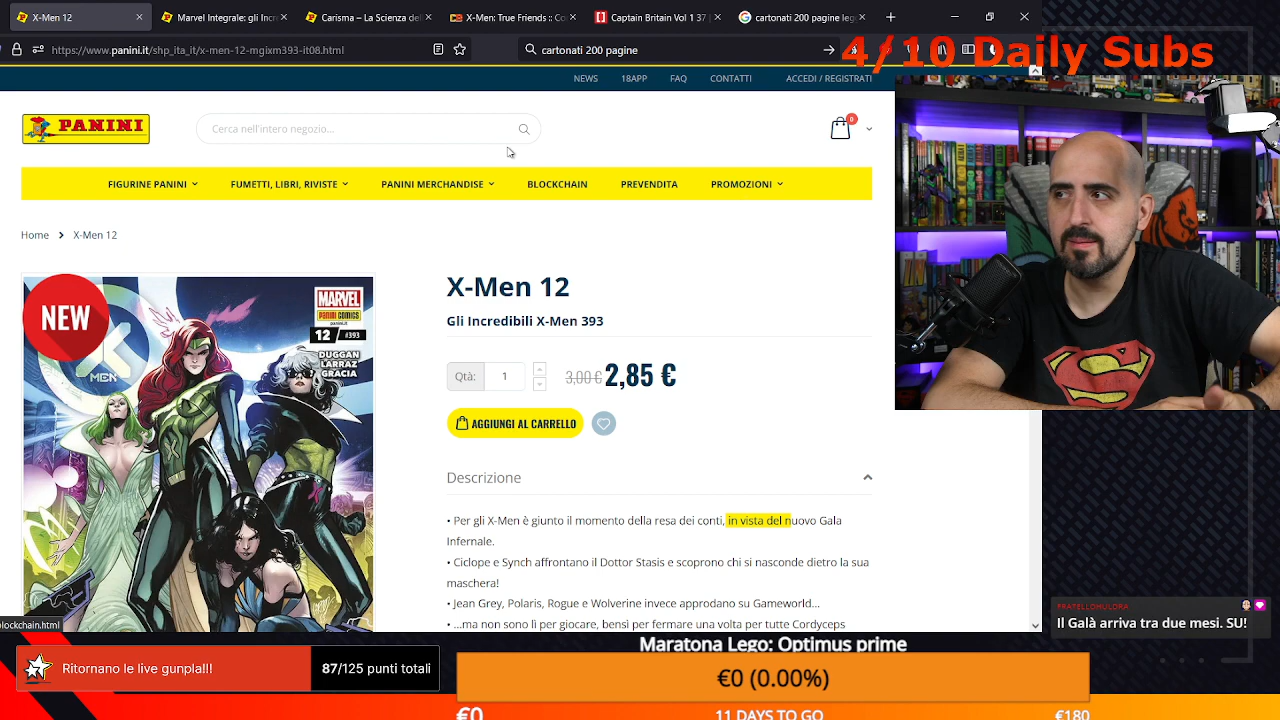 X-Men 12
Marvel Integrale: gli Incr
Carisma – La Scienza dell
X-Men: True Friends :: Co
Captain Britain Vol 1 37 |
cartonati 200 pagine leg
https://www.panini.it/shp_ita_it/x-men-12-mgixm393-it08.html
cartonati 200 pagine
4/10 Daily Subs
NEWS
18APP
FAQ
CONTATTI
ACCEDI / REGISTRATI
PANINI
Cerca nell'intero negozio...
0
FIGURINE PANINI
FUMETTI, LIBRI, RIVISTE
PANINI MERCHANDISE
BLOCKCHAIN
PREVENDITA
PROMOZIONI
Home
X-Men 12
NEW
X
MEN
MARVEL
PANINI COMICS
panini.it
12 #393
DUGGAN
LARRAZ
GRACIA
X-Men 12
Gli Incredibili X-Men 393
Qtà: 1
3,00 € 2,85 €
AGGIUNGI AL CARRELLO
Descrizione
• Per gli X-Men è giunto il momento della resa dei conti, in vista del nuovo Gala
Infernale.
• Ciclope e Synch affrontano il Dottor Stasis e scoprono chi si nasconde dietro la sua
maschera!
• Jean Grey, Polaris, Rogue e Wolverine invece approdano su Gameworld...
• ...ma non sono lì per giocare, bensì per fermare una volta per tutte Cordyceps
blockchain.html
FRATELLOMULDRA
Il Galà arriva tra due mesi. SU!
Ritornano le live gunpla!!!
87/125 punti totali
Maratona Lego: Optimus prime
€0 (0.00%)
€0
11 DAYS TO GO
€180